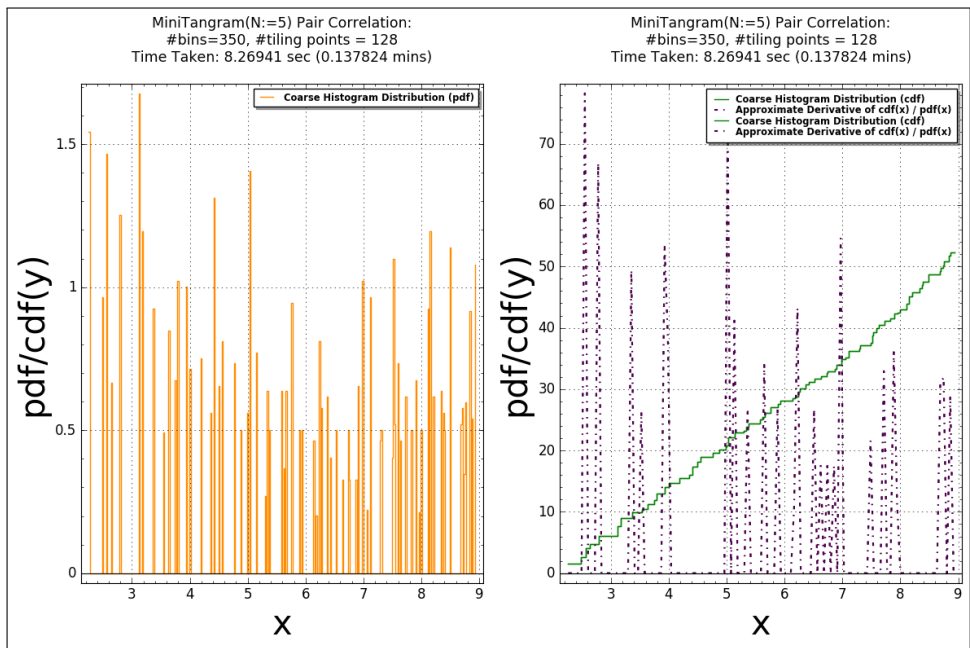 MiniTangram(N:=5) Pair Correlation:
#bins=350, #tiling points = 128
Time Taken: 8.26941 sec (0.137824 mins)
Coarse Histogram Distribution (pdf)
pdf/cdf(y)
1.5
1
0.5
0
3 4 5 6 7 8 9
x
MiniTangram(N:=5) Pair Correlation:
#bins=350, #tiling points = 128
Time Taken: 8.26941 sec (0.137824 mins)
Coarse Histogram Distribution (cdf)
Approximate Derivative of cdf(x) / pdf(x)
Coarse Histogram Distribution (cdf)
Approximate Derivative of cdf(x) / pdf(x)
pdf/cdf(y)
70
60
50
40
30
20
10
0
3 4 5 6 7 8 9
x